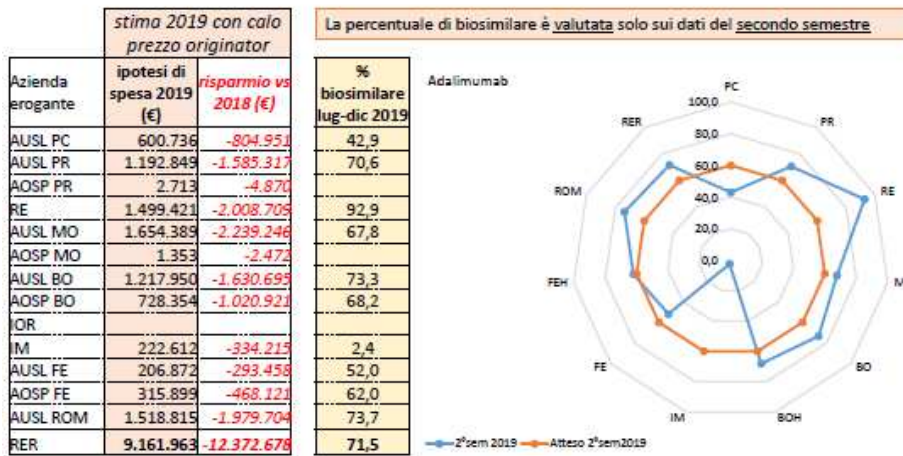 stima 2019 con calo
prezzo originator
La percentuale di biosimilare è valutata solo sui dati del secondo semestre
Azienda erogante | ipotesi di spesa 2019 (€) | risparmio vs 2018 (€) | % biosimilare lug-dic 2019
AUSL PC 600.736 -804.951 42,9
AUSL PR 1.192.849 -1.585.317 70,6
AOSP PR 2.713 -4.870
RE 1.499.421 -2.008.709 92,9
AUSL MO 1.654.389 -2.239.246 67,8
AOSP MO 1.353 -2.472
AUSL BO 1.217.950 -1.630.695 73,3
AOSP BO 728.354 -1.020.921 68,2
IOR
IM 222.612 -334.215 2,4
AUSL FE 206.872 -293.458 52,0
AOSP FE 315.899 -468.121 62,0
AUSL ROM 1.518.815 -1.979.704 73,7
RER 9.161.963 -12.372.678 71,5
Adalimumab
PC
100,0
RER
PR
80,0
60,0
ROM
RE
40,0
20,0
0,0
FEH
M
FE
BO
IM
BOH
2°sem 2019
Atteso 2°sem2019